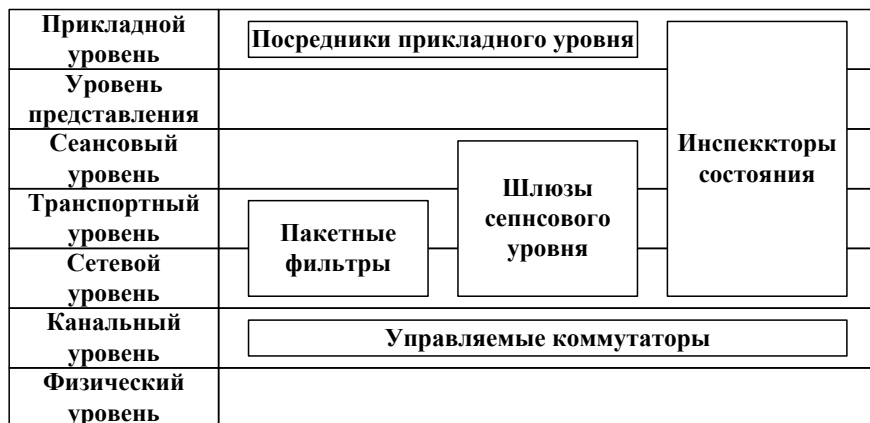 Прикладной
уровень
Посредники прикладного уровня
Уровень
представления
Сеансовый
уровень
Инспеккторы
состояния
Шлюзы
сепнсового
уровня
Транспортный
уровень
Пакетные
фильтры
Сетевой
уровень
Канальный
уровень
Управляемые коммутаторы
Физический
уровень